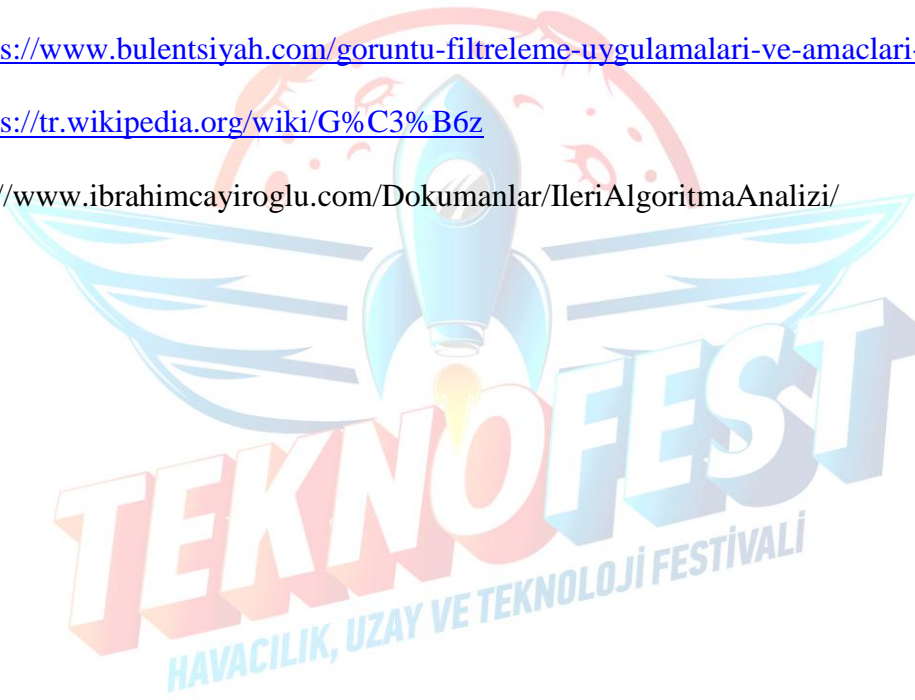 s://www.bulentsiyah.com/goruntu-filtreleme-uygulamalari-ve-amaclari-
s://tr.wikipedia.org/wiki/G%C3%B6z
//www.ibrahimcayiroglu.com/Dokumanlar/IleriAlgoritmaAnalizi/
TEKNOFEST
HAVACILIK, UZAY VE TEKNOLOJİ FESTİVALİ